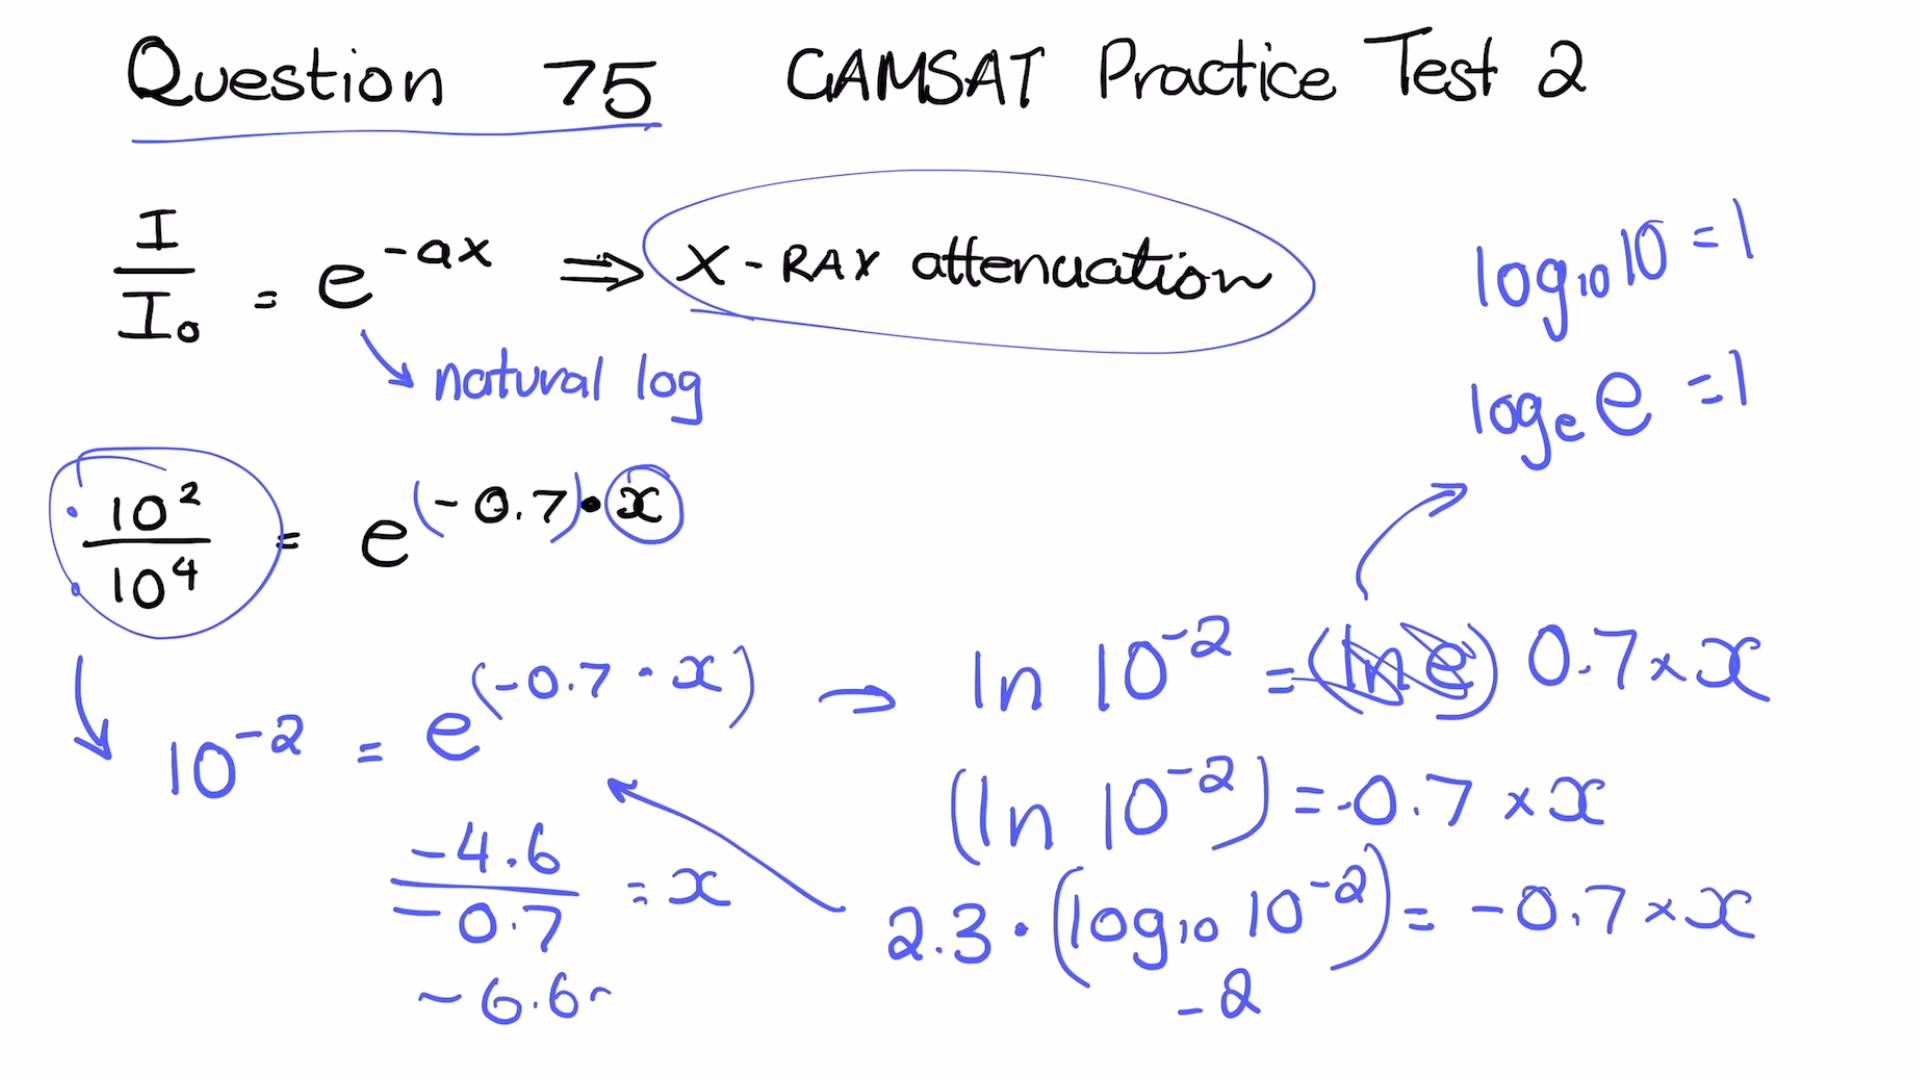 Question 75 CAMSAT Practice Test 2
I/I₀ = e^(-ax) ⇒ X-RAY attenuation
natural log
log₁₀10 = 1
logₑe = 1
10²/10⁴ = e^((-0.7)•x)
10⁻² = e^((-0.7·x)) → ln 10⁻² = (ln e) 0.7×x
(ln 10⁻²) = -0.7×x
2.3·(log₁₀ 10⁻²) = -0.7×x
-2
-4.6/-0.7 = x
~6.6